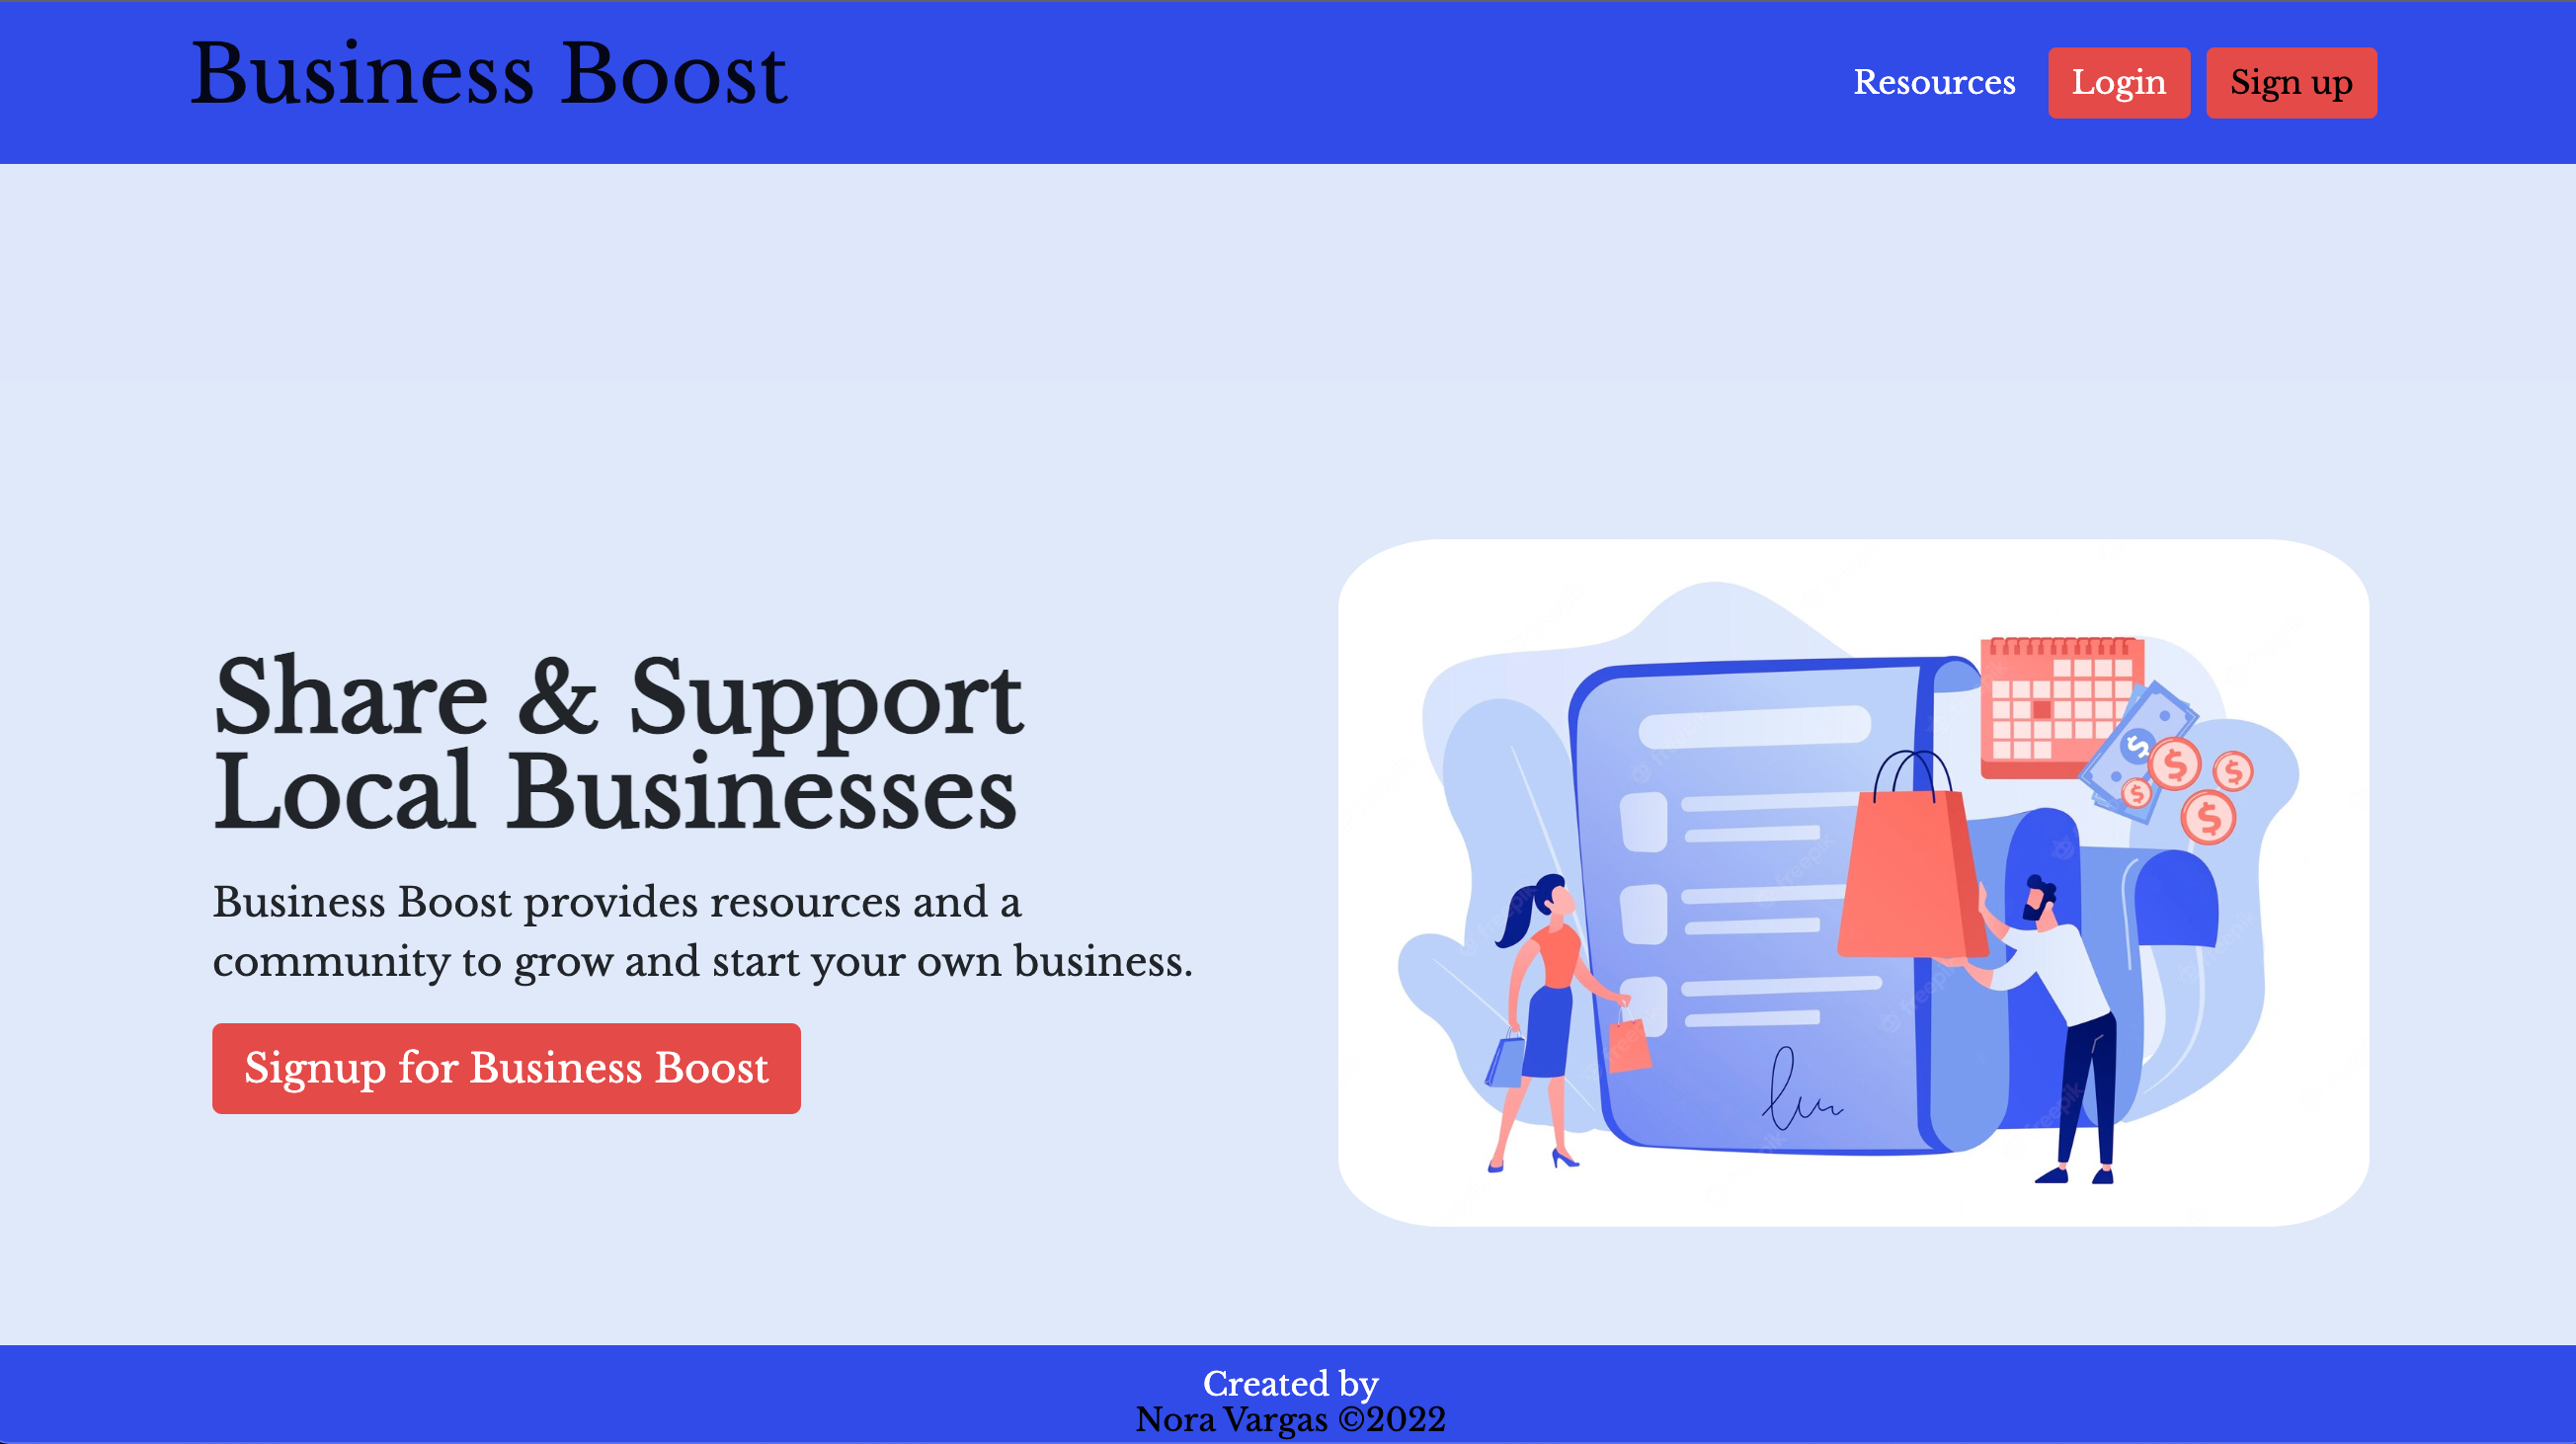 Business Boost
Resources
Login
Sign up
Share & Support
Local Businesses
Business Boost provides resources and a
community to grow and start your own business.
Signup for Business Boost
Created by
Nora Vargas ©2022